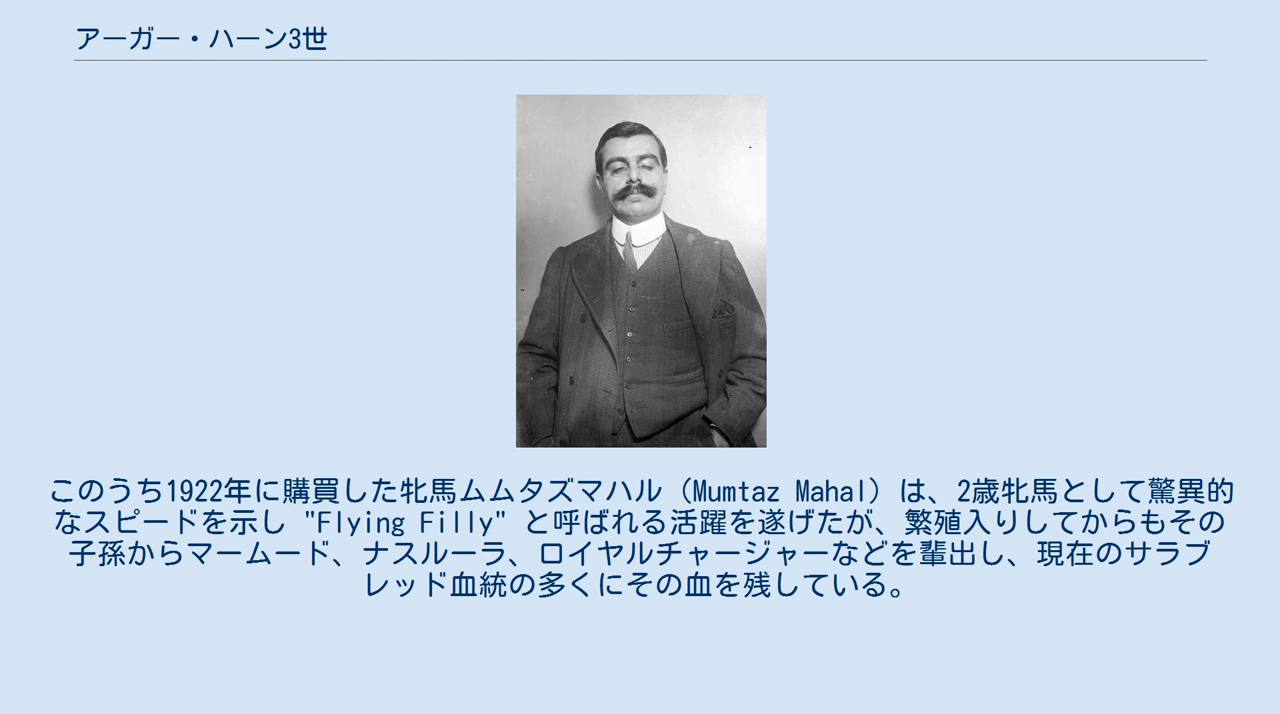 アーガー・ハーン3世
このうち1922年に購買した牝馬ムムタズマハル（Mumtaz Mahal）は、2歳牝馬として驚異的
なスピードを示し "Flying Filly" と呼ばれる活躍を遂げたが、繁殖入りしてからもその
子孫からマームード、ナスルーラ、ロイヤルチャージャーなどを輩出し、現在のサラブ
レッド血統の多くにその血を残している。